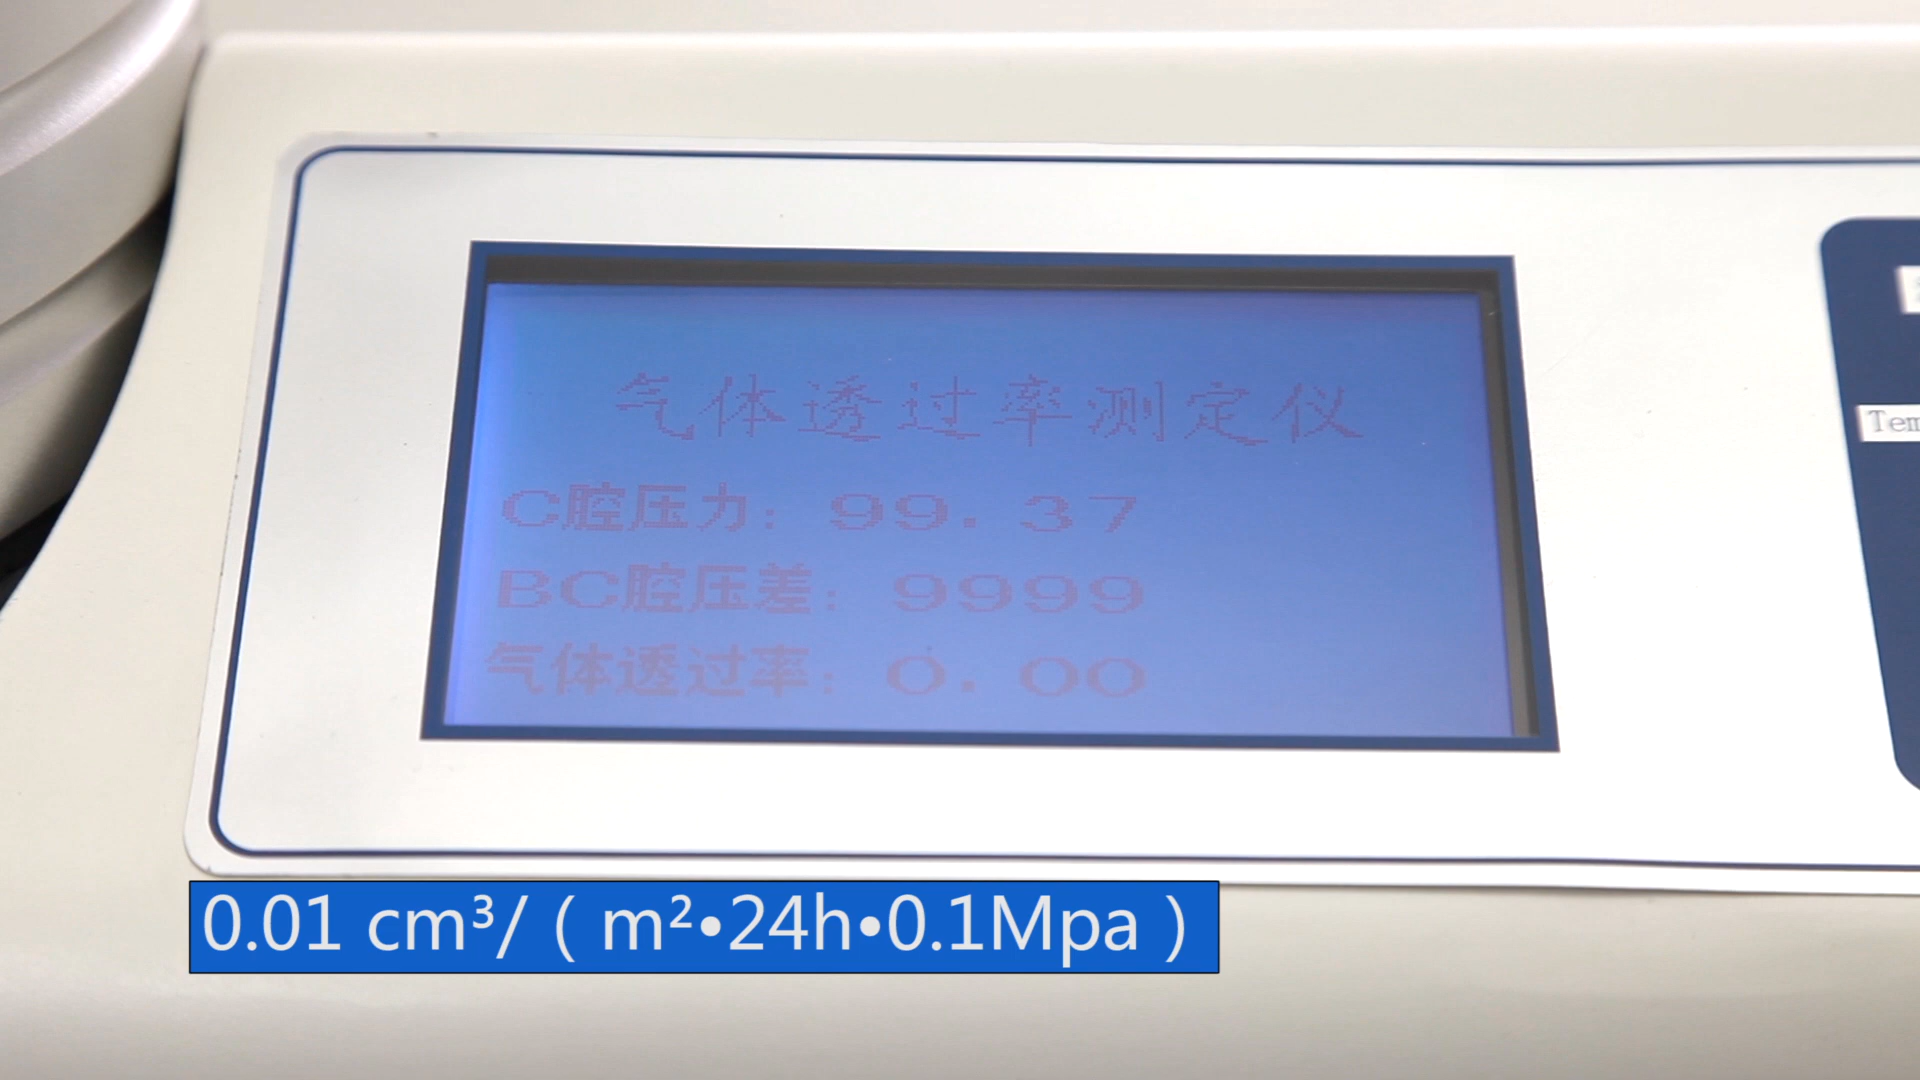 气体透过率测定仪
C腔压力: 99.37
BC腔压差: 9999
气体透过率: 0.00
Tem
0.01 cm³/（m²•24h•0.1Mpa）